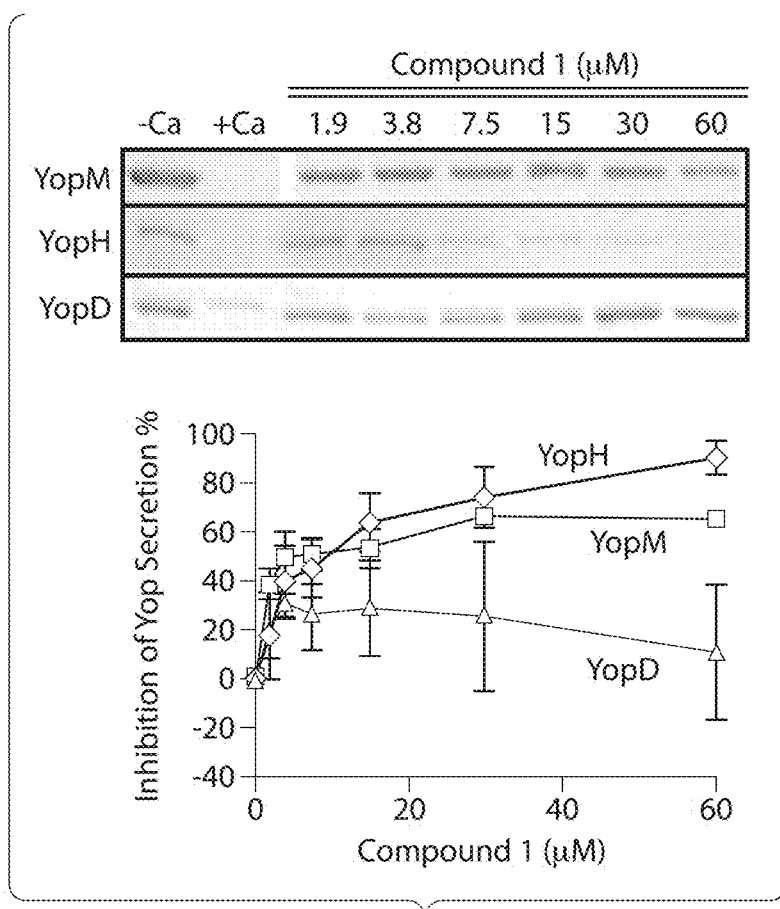 Compound 1 (μM)
-Ca +Ca 1.9 3.8 7.5 15 30 60
YopM
YopH
YopD
Inhibition of Yop Secretion %
100
80
60
40
20
0
-20
-40
YopH
YopM
YopD
0 20 40 60
Compound 1 (μM)